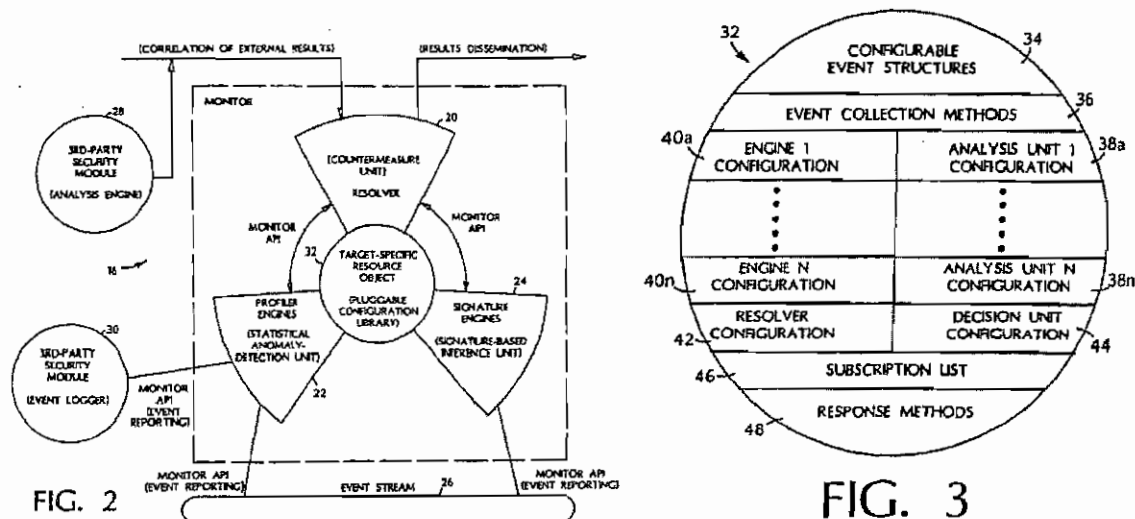 (CORRELATION OF EXTERNAL RESULTS)
(RESULTS DISSEMINATION)
MONITOR
20
28
3RD-PARTY
SECURITY
MODULE
(ANALYSIS ENGINE)
(COUNTERMEASURE
UNIT)
RESOLVER
MONITOR
API
MONITOR
API
16
32
TARGET-SPECIFIC
RESOURCE
OBJECT
(PLUGGABLE
CONFIGURATION
LIBRARY)
24
PROFILER
ENGINES
(STATISTICAL
ANOMALY-
DETECTION UNIT)
22
SIGNATURE
ENGINES
(SIGNATURE-BASED
INFERENCE UNIT)
30
3RD-PARTY
SECURITY
MODULE
(EVENT LOGGER)
MONITOR
API
(EVENT
REPORTING)
MONITOR API
(EVENT REPORTING)
MONITOR API
(EVENT REPORTING)
EVENT STREAM
26
FIG. 2
32
34
CONFIGURABLE
EVENT STRUCTURES
36
EVENT COLLECTION METHODS
40a
ENGINE 1
CONFIGURATION
ANALYSIS UNIT 1
CONFIGURATION
38a
40n
ENGINE N
CONFIGURATION
ANALYSIS UNIT N
CONFIGURATION
38n
42
RESOLVER
CONFIGURATION
DECISION UNIT
CONFIGURATION
44
46
SUBSCRIPTION LIST
48
RESPONSE METHODS
FIG. 3